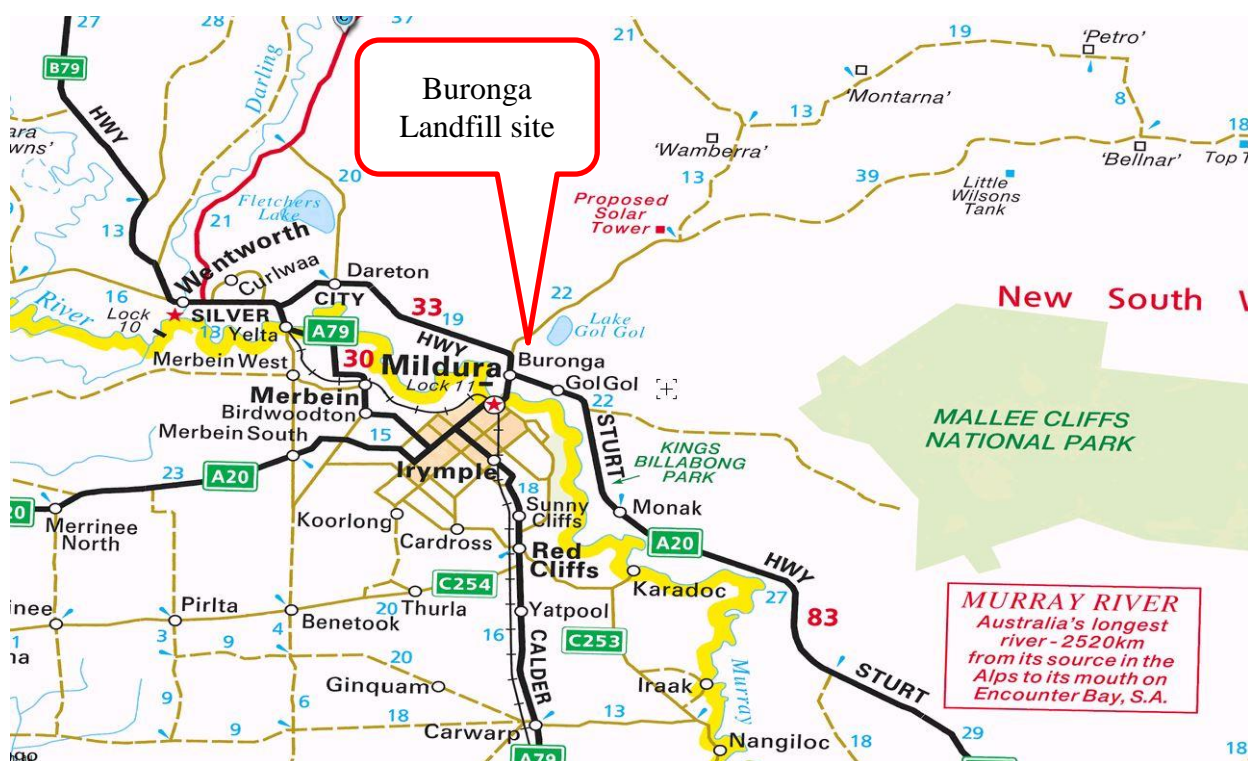 27
28
37
21
19
'Petro'
B79
HWY
Darling
Buronga
Landfill site
'Montarna'
13
8
18
'Wamberra'
'Bellnar'
Top T
20
39
13
Little
Wilsons
Tank
Fletchers
Lake
Proposed
Solar
Tower
21
13
Wentworth
Curlwaa
Dareton
22
New South W
16
River
Lock
10
SILVER
CITY
33
19
HWY
Lake
Gol Gol
13
Yelta
A79
Merbein West
30
Mildura
Lock 11
Buronga
Gol Gol
22
Merbein
Birdwoodton
MALLEE CLIFFS
NATIONAL PARK
Merbein South
15
STURT
KINGS
BILLABONG
PARK
23
A20
Irymple
18
20
Merrinee
North
Koorlong
Cardross
Sunny
Cliffs
Monak
A20
HWY
Red
Cliffs
C254
Karadoc
27
83
MURRAY RIVER
Australia's longest
river - 2520km
from its source in the
Alps to its mouth on
Encounter Bay, S.A.
inee
Pirlta
Benetook
20
Thurla
Yatpool
1
3
4
16
C253
9
20
CALDER
Murray
STURT
Ginquam
Iraak
9
6
9
18
Carwarp
13
Nangiloc
18
29
18
A79